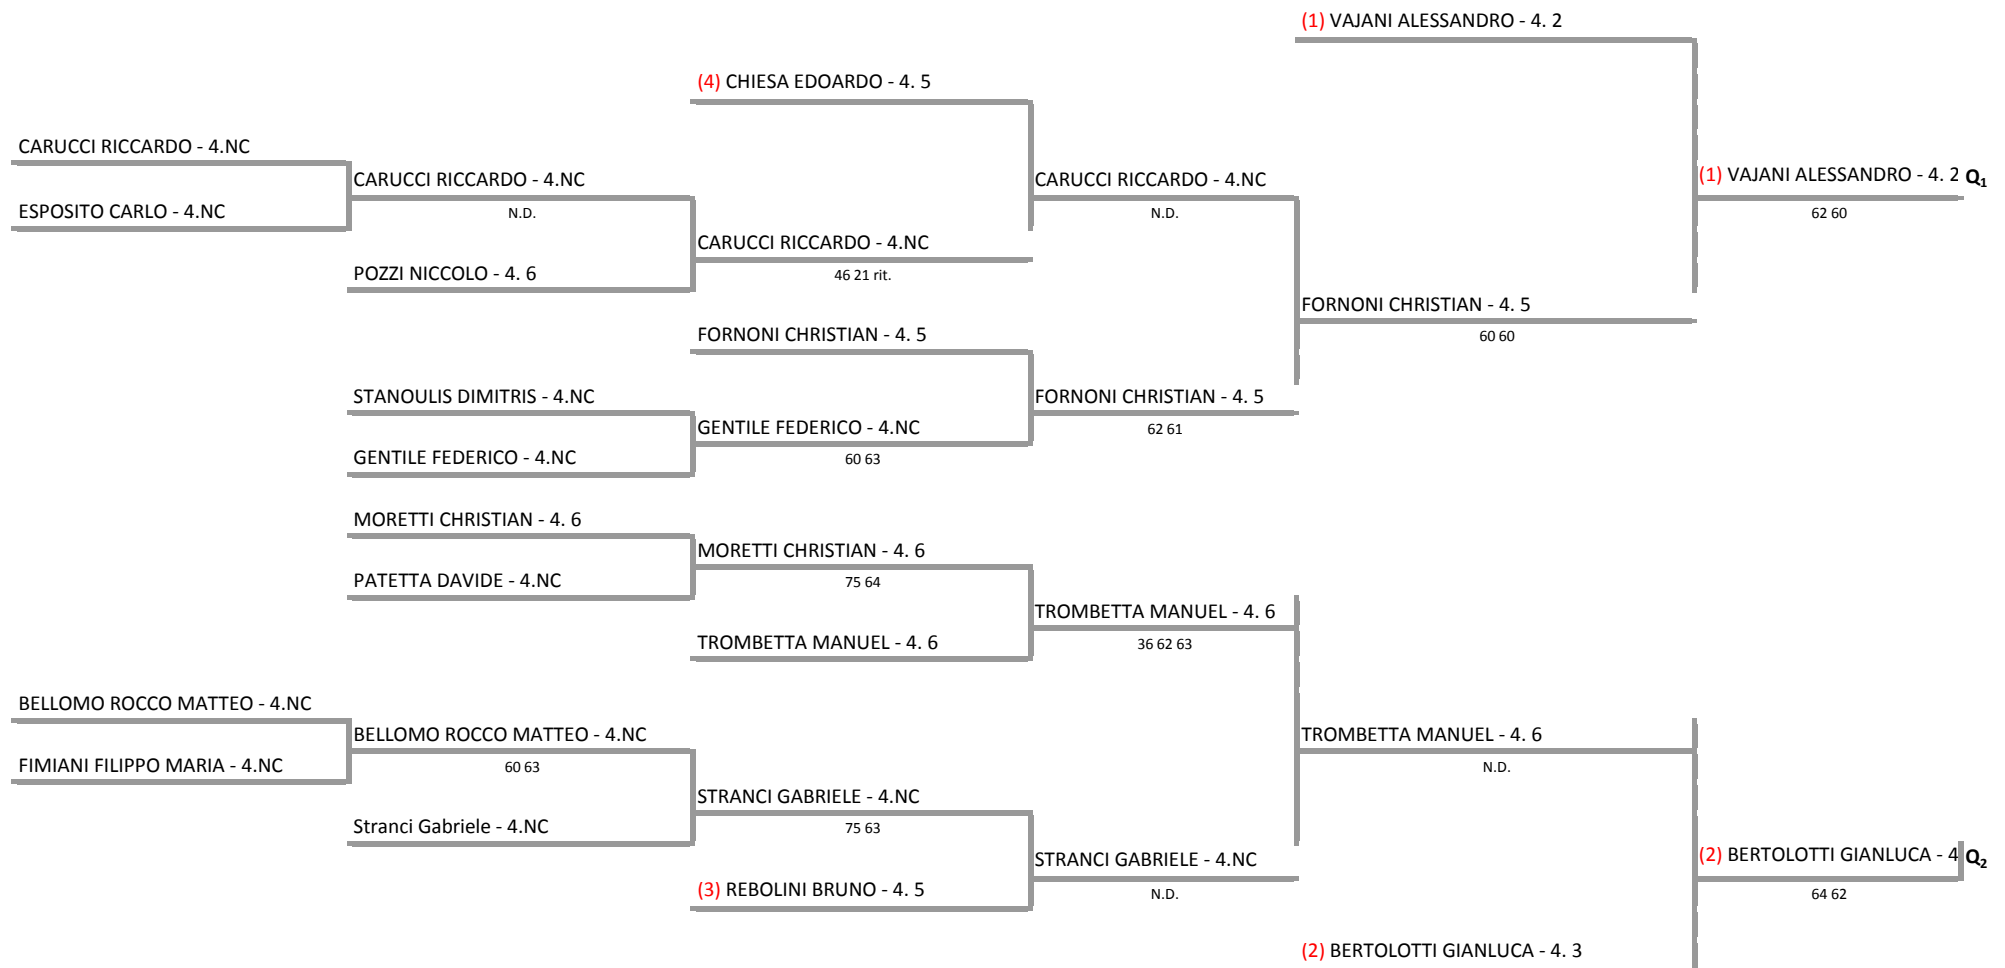 (1) VAJANI ALESSANDRO - 4. 2
(4) CHIESA EDOARDO - 4. 5
CARUCCI RICCARDO - 4.NC
CARUCCI RICCARDO - 4.NC
CARUCCI RICCARDO - 4.NC
(1) VAJANI ALESSANDRO - 4. 2 Q1
ESPOSITO CARLO - 4.NC
N.D.
N.D.
62 60
CARUCCI RICCARDO - 4.NC
POZZI NICCOLO - 4. 6
46 21 rit.
FORNONI CHRISTIAN - 4. 5
FORNONI CHRISTIAN - 4. 5
60 60
STANOULIS DIMITRIS - 4.NC
FORNONI CHRISTIAN - 4. 5
GENTILE FEDERICO - 4.NC
62 61
GENTILE FEDERICO - 4.NC
60 63
MORETTI CHRISTIAN - 4. 6
MORETTI CHRISTIAN - 4. 6
PATETTA DAVIDE - 4.NC
75 64
TROMBETTA MANUEL - 4. 6
TROMBETTA MANUEL - 4. 6
36 62 63
BELLOMO ROCCO MATTEO - 4.NC
BELLOMO ROCCO MATTEO - 4.NC
TROMBETTA MANUEL - 4. 6
FIMIANI FILIPPO MARIA - 4.NC
60 63
N.D.
STRANCI GABRIELE - 4.NC
Stranci Gabriele - 4.NC
75 63
STRANCI GABRIELE - 4.NC
(2) BERTOLOTTI GIANLUCA - 4 Q2
(3) REBOLINI BRUNO - 4. 5
N.D.
64 62
(2) BERTOLOTTI GIANLUCA - 4. 3